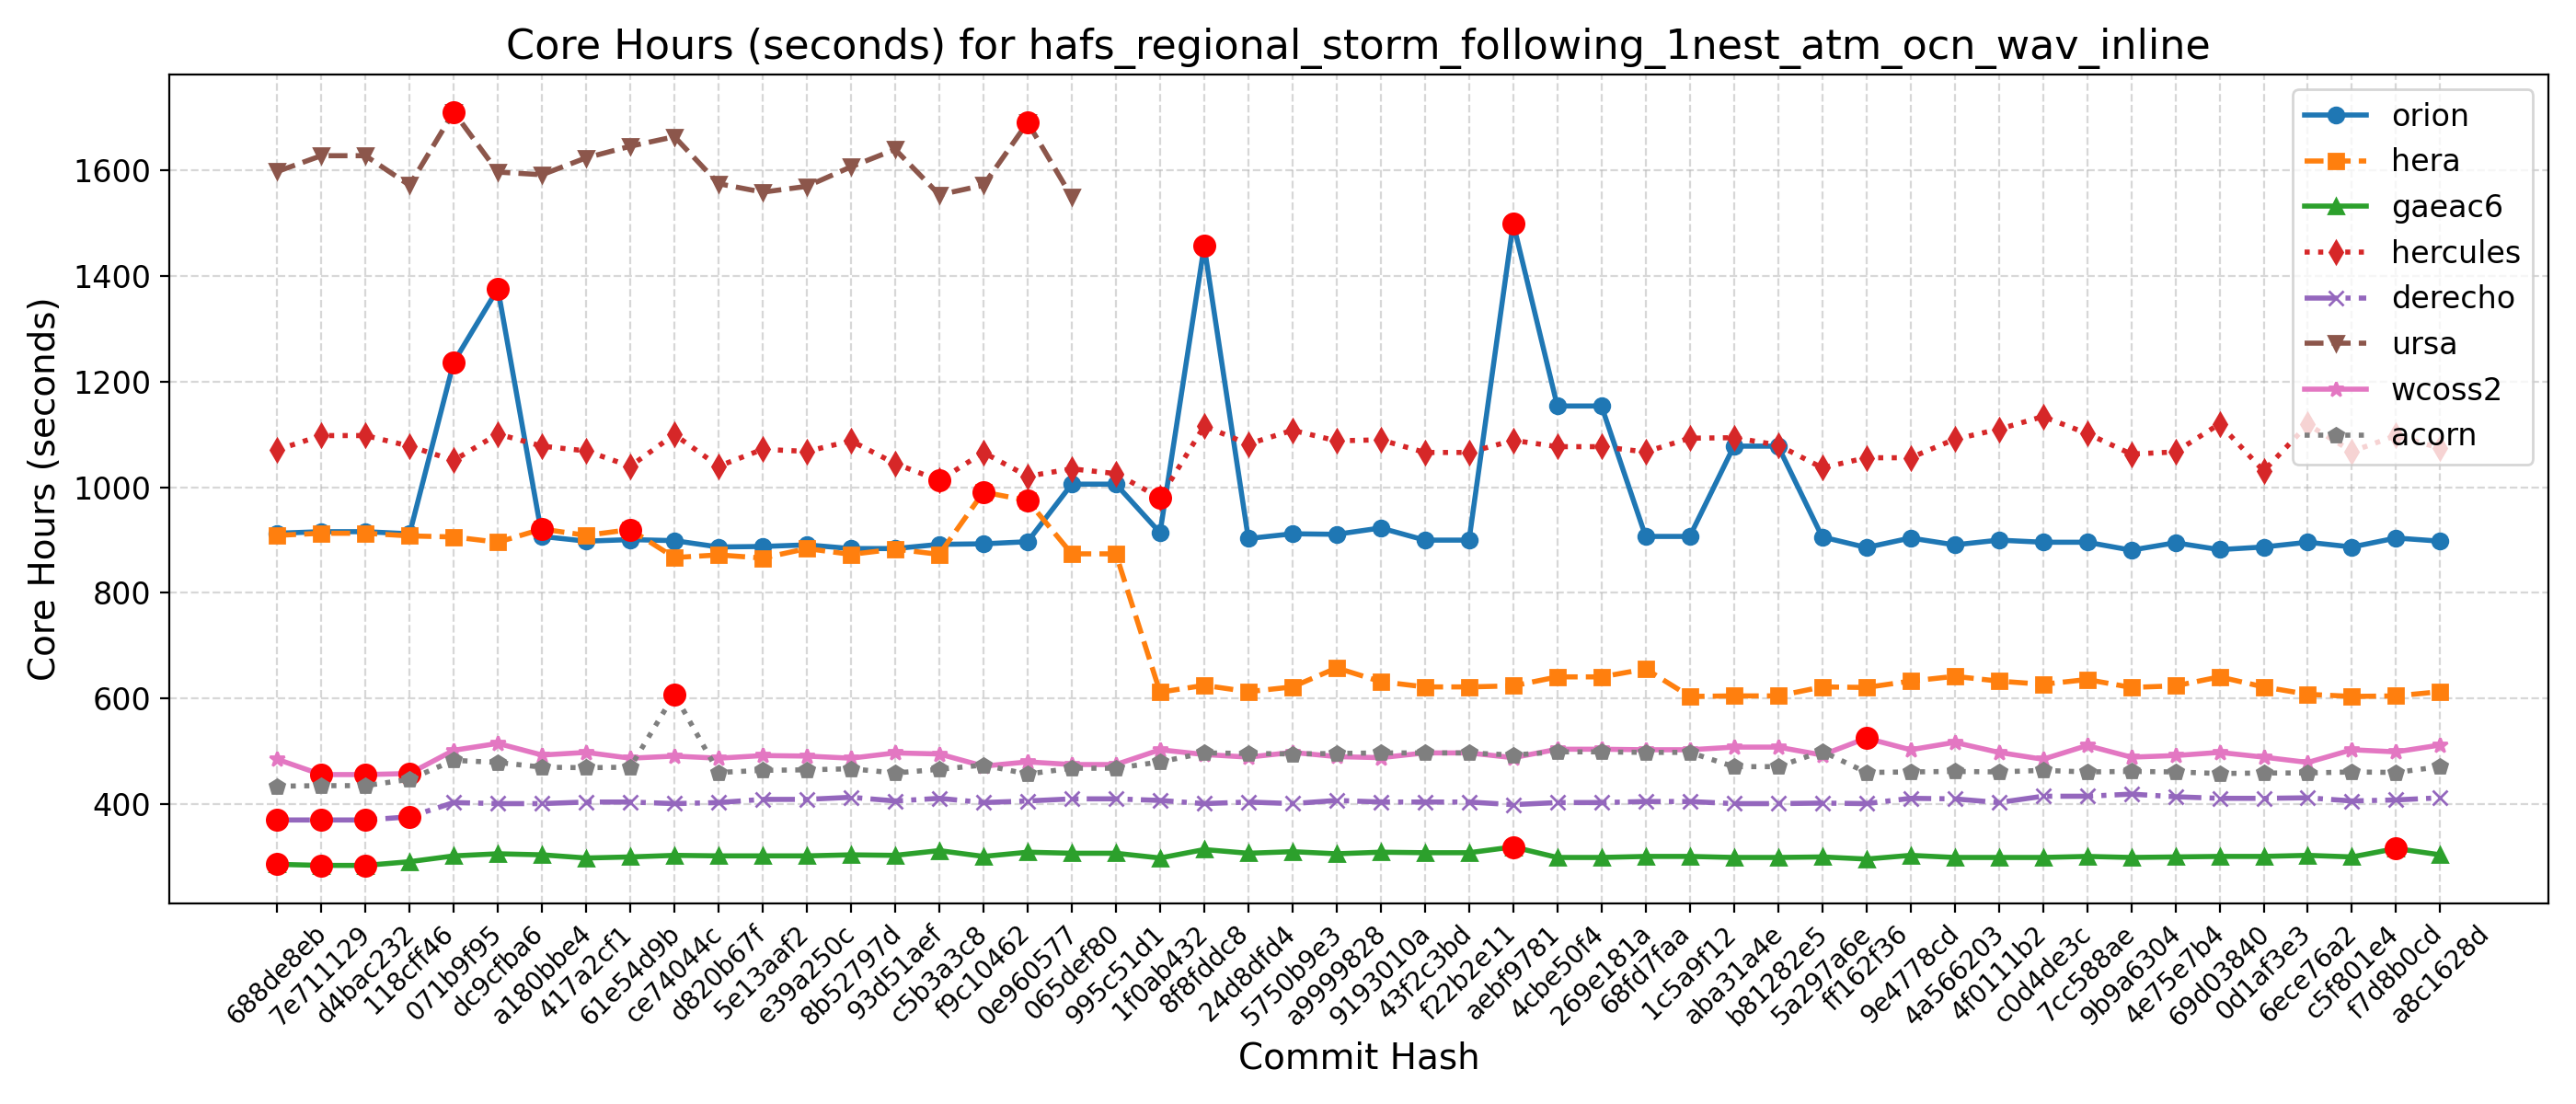 Core Hours (seconds) for hafs_regional_storm_following_1nest_atm_ocn_wav_inline
Core Hours (seconds)
1600
1400
1200
1000
800
600
400
orion
hera
gaeac6
hercules
derecho
ursa
wcoss2
acorn
688de8eb
7e711129
d4bac232
118cff46
071b9f95
dc9cfba6
a180bbe4
417a2cf1
61e54d9b
ce74044c
d820b67f
5e13aaf2
e39a250c
8b52797d
93d51aef
c5b3a3c8
f9c10462
0e960577
065def80
995c51d1
1f0ab432
8f8fddc8
24d8dfd4
5750b9e3
a9999828
9193010a
43f2c3bd
f22b2e11
aebf9781
4cbe50f4
269e181a
68fd7faa
1c5a9f12
aba31a4e
b81282e5
5a297a6e
ff162f36
9e4778cd
4a566203
4f0111b2
c0d4de3c
7cc588ae
9b9a6304
4e75e7b4
69d03840
0d1af3e3
6ece76a2
c5f801e4
f7d8b0cd
a8c1628d
Commit Hash